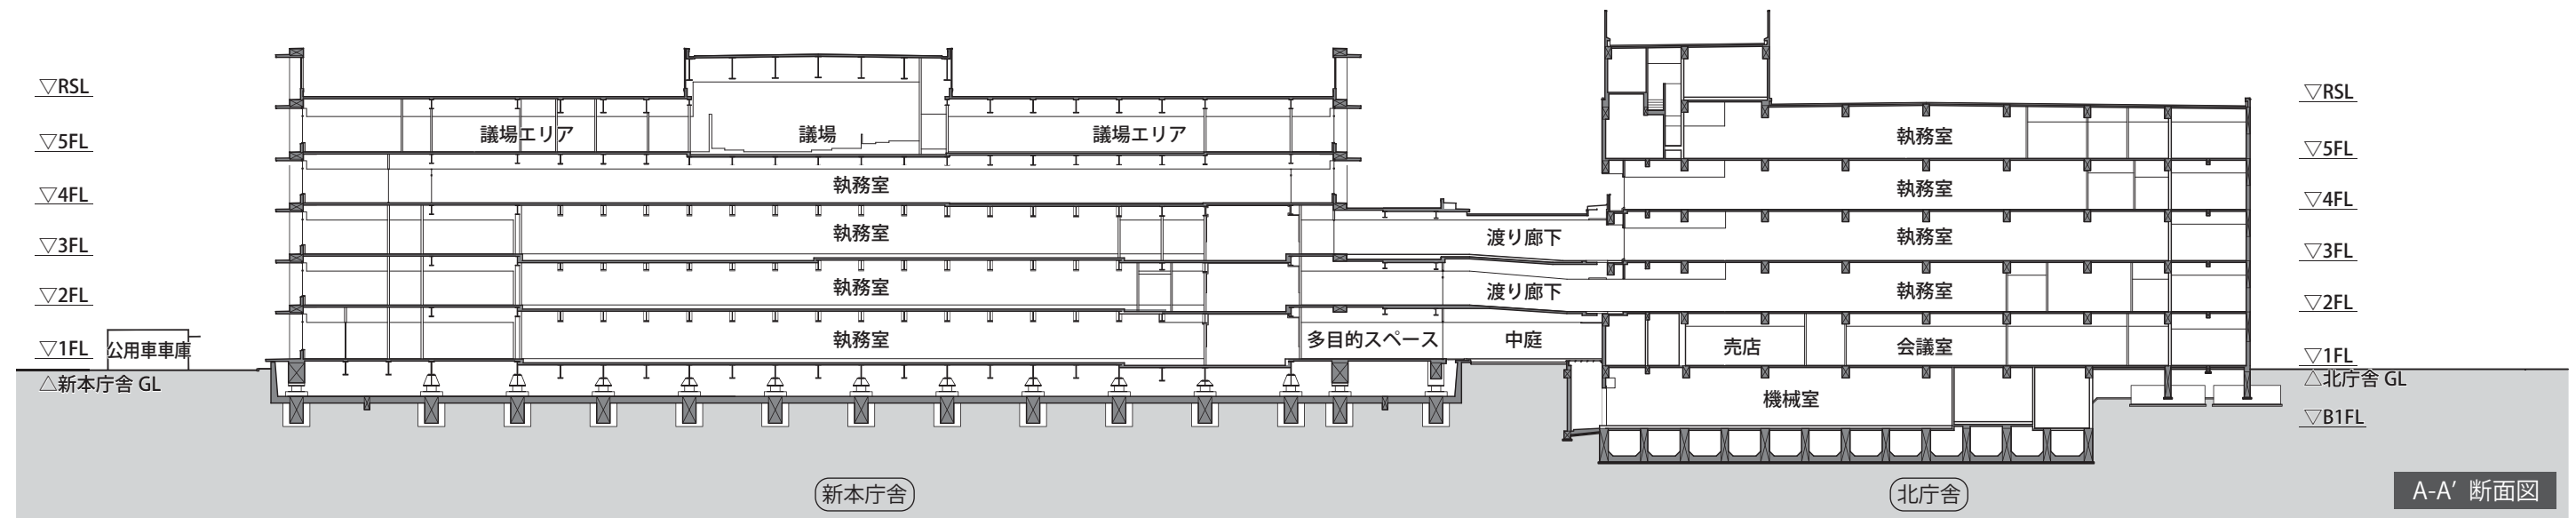 ▽RSL
▽5FL
▽4FL
▽3FL
▽2FL
▽1FL
△新本庁舎 GL
公用車車庫
議場エリア
議場
議場エリア
執務室
執務室
執務室
執務室
多目的スペース
中庭
渡り廊下
渡り廊下
執務室
執務室
執務室
執務室
売店
会議室
機械室
▽RSL
▽5FL
▽4FL
▽3FL
▽2FL
▽1FL
△北庁舎 GL
▽B1FL
新本庁舎
北庁舎
A-A′ 断面図